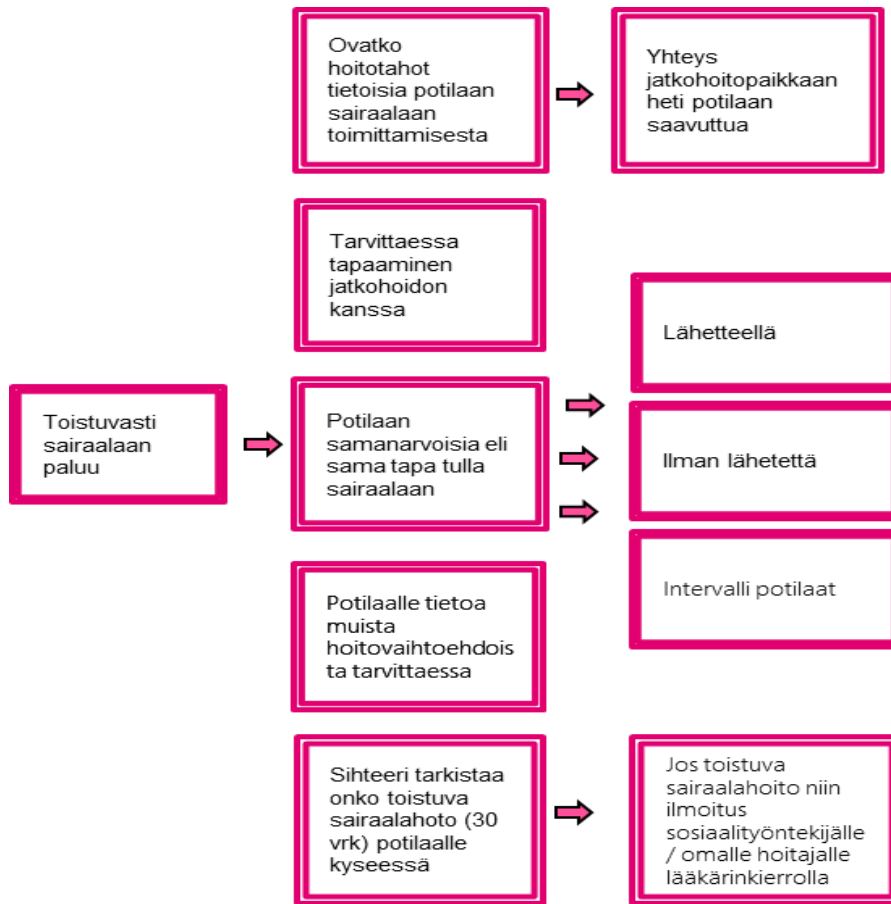 Ovatko
hoitotahot
tietoisia potilaan
sairaalaan
toimittamisesta
Yhteys
jatkohoitopaikkaan
heti potilaan
saavuttua
Tarvittaessa
tapaaminen
jatkohoidon
kanssa
Lähetteellä
Toistuvasti
sairaalaan
paluu
Potilaan
samanarvoisia eli
sama tapa tulla
sairaalaan
Ilman lähetettä
Intervalli potilaat
Potilaalle tietoa
muista
hoitovaihtoehdois
ta tarvittaessa
Sihteeri tarkistaa
onko toistuva
sairaalahoto (30
vrk) potilaalle
kyseessä
Jos toistuva
sairaalahoito niin
ilmoitus
sosiaalityöntekijälle
/ omalle hoitajalle
lääkärinkierrolla